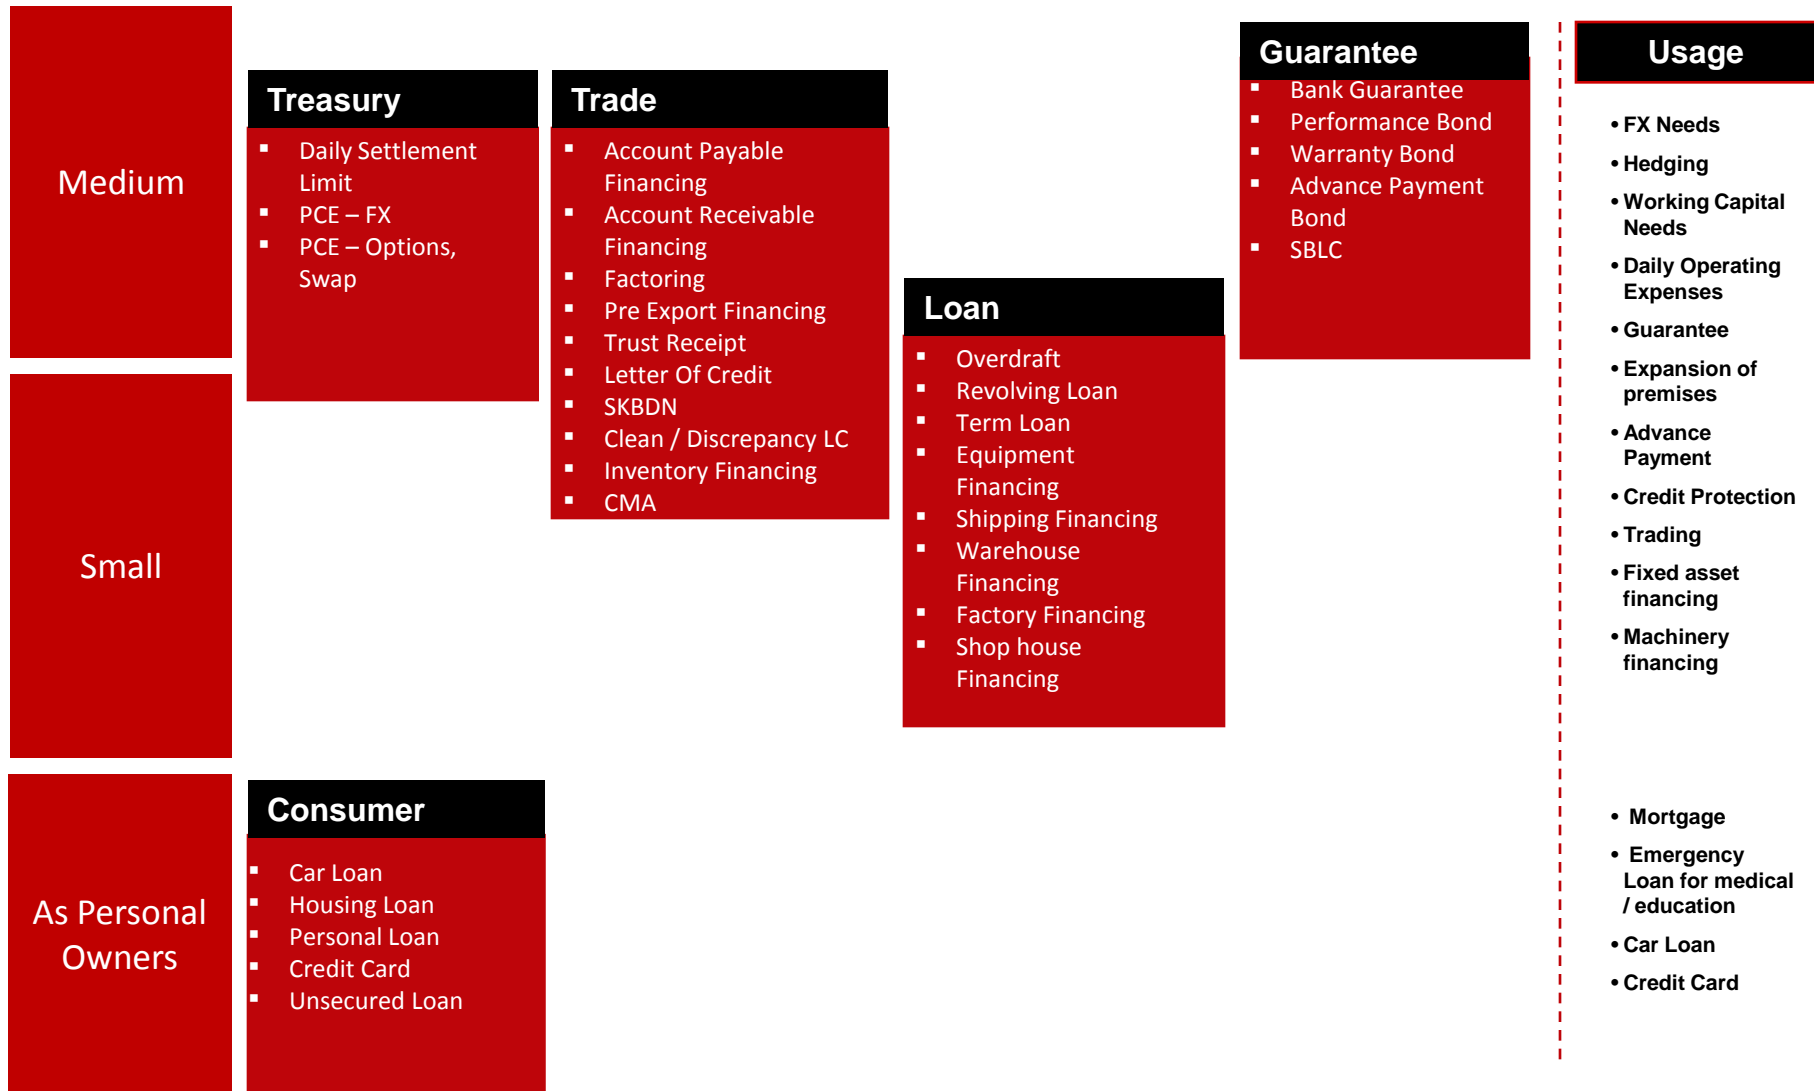 Medium
Small
As Personal
Owners
Treasury
▪ Daily Settlement
Limit
▪ PCE – FX
▪ PCE – Options,
Swap
Trade
▪ Account Payable
Financing
▪ Account Receivable
Financing
▪ Factoring
▪ Pre Export Financing
▪ Trust Receipt
▪ Letter Of Credit
▪ SKBDN
▪ Clean / Discrepancy LC
▪ Inventory Financing
▪ CMA
Loan
▪ Overdraft
▪ Revolving Loan
▪ Term Loan
▪ Equipment
Financing
▪ Shipping Financing
▪ Warehouse
Financing
▪ Factory Financing
▪ Shop house
Financing
Guarantee
▪ Bank Guarantee
▪ Performance Bond
▪ Warranty Bond
▪ Advance Payment
Bond
▪ SBLC
Consumer
▪ Car Loan
▪ Housing Loan
▪ Personal Loan
▪ Credit Card
▪ Unsecured Loan
Usage
• FX Needs
• Hedging
• Working Capital
Needs
• Daily Operating
Expenses
• Guarantee
• Expansion of
premises
• Advance
Payment
• Credit Protection
• Trading
• Fixed asset
financing
• Machinery
financing
• Mortgage
• Emergency
Loan for medical
/ education
• Car Loan
• Credit Card